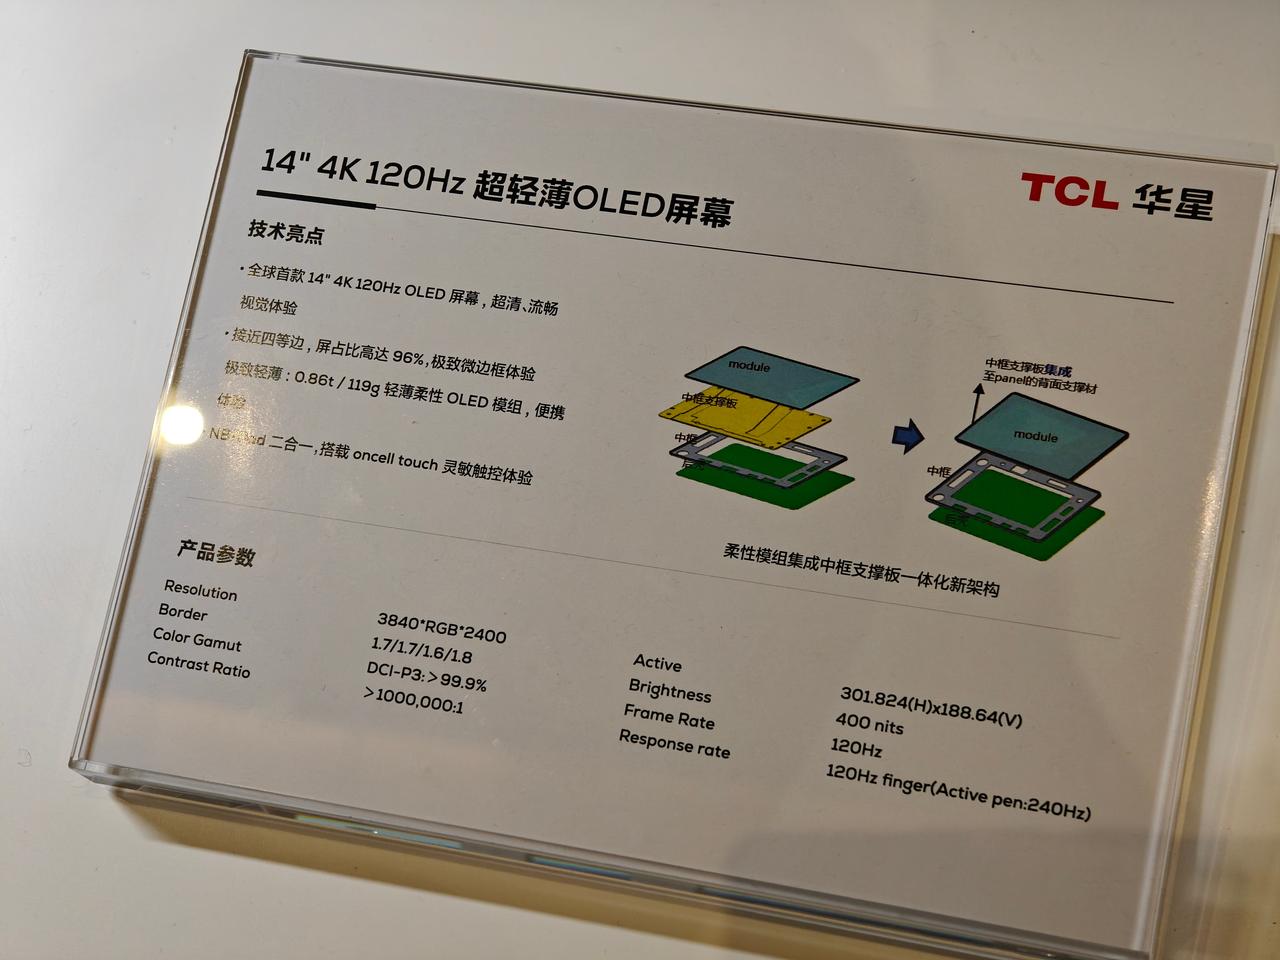 14" 4K 120Hz 超轻薄OLED屏幕
TCL 华星
技术亮点
· 全球首款 14" 4K 120Hz OLED 屏幕，超清、流畅
视觉体验
· 接近四等边，屏占比高达 96%,极致微边框体验
极致轻薄：0.86t / 119g 轻薄柔性 OLED 模组，便携
体验
二合一,搭载 oncell touch 灵敏触控体验
module
中框支撑板
中框
后壳
中框支撑板集成
至panel的背面支撑材
module
中框
后壳
柔性模组集成中框支撑板一体化新架构
产品参数
Resolution 3840*RGB*2400
Border 1.7/1.7/1.6/1.8
Color Gamut DCI-P3:＞99.9%
Contrast Ratio ＞1000,000:1
Active 301.824(H)x188.64(V)
Brightness 400 nits
Frame Rate 120Hz
Response rate 120Hz finger(Active pen:240Hz)